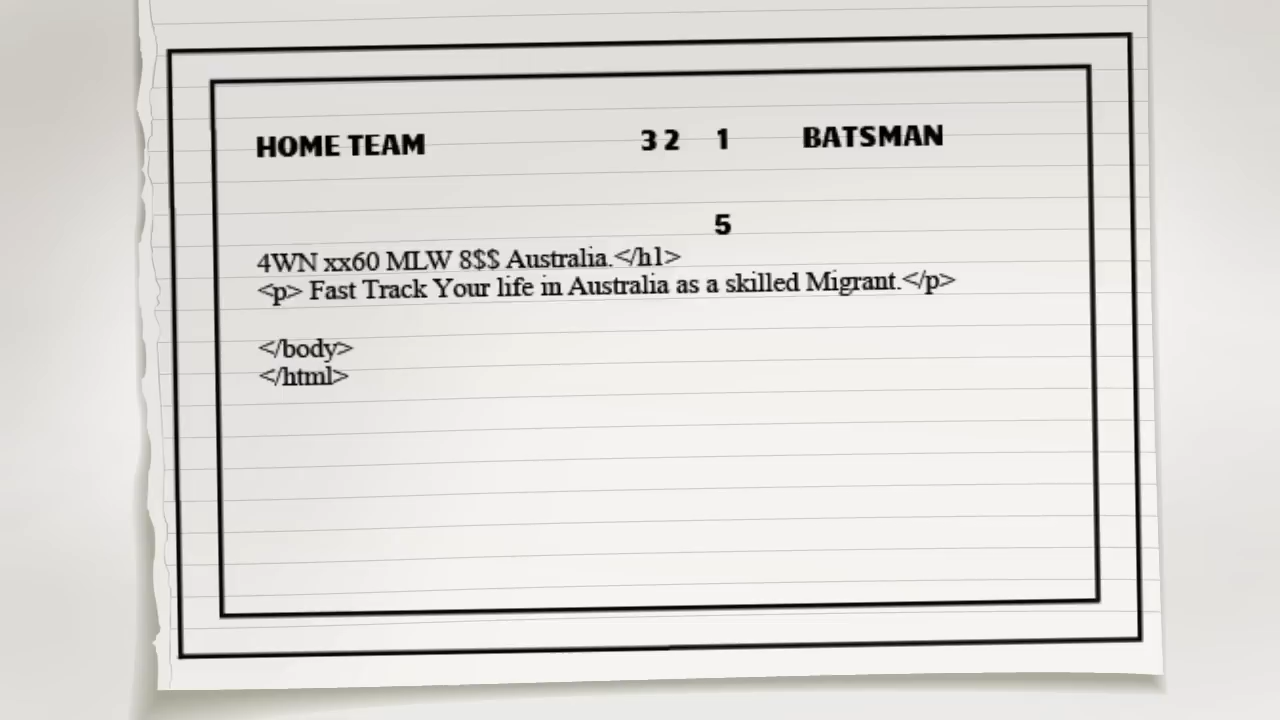 HOME TEAM 3 2 1 BATSMAN
5
4WN xx60 MLW 8$$ Australia.</h1>
<p> Fast Track Your life in Australia as a skilled Migrant.</p>
</body>
</html>